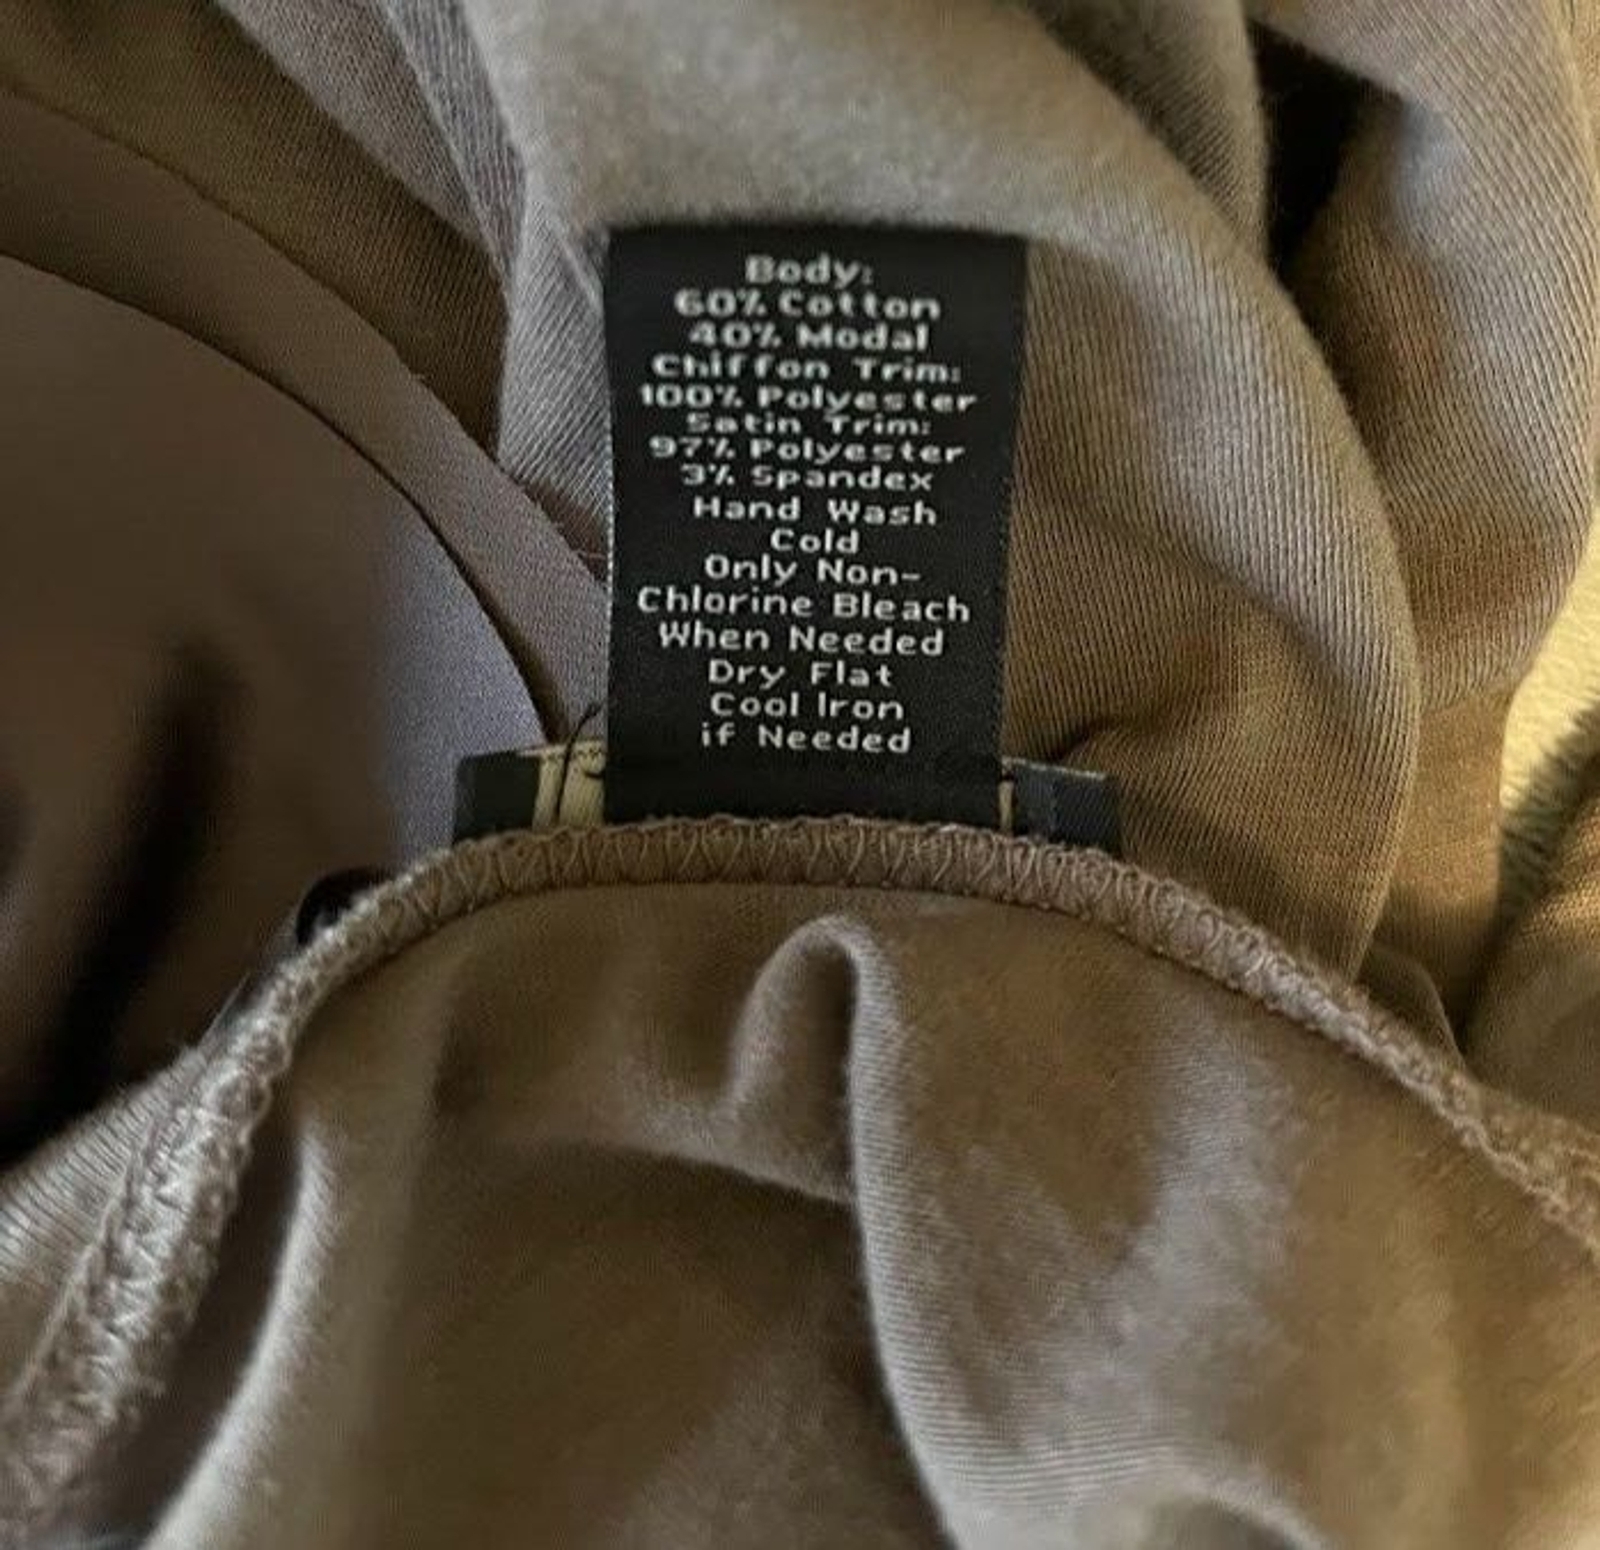 Body:
60% Cotton
40% Modal
Chiffon Trim:
100% Polyester
Satin Trim:
97% Polyester
3% Spandex
Hand Wash
Cold
Only Non-
Chlorine Bleach
When Needed
Dry Flat
Cool Iron
if Needed